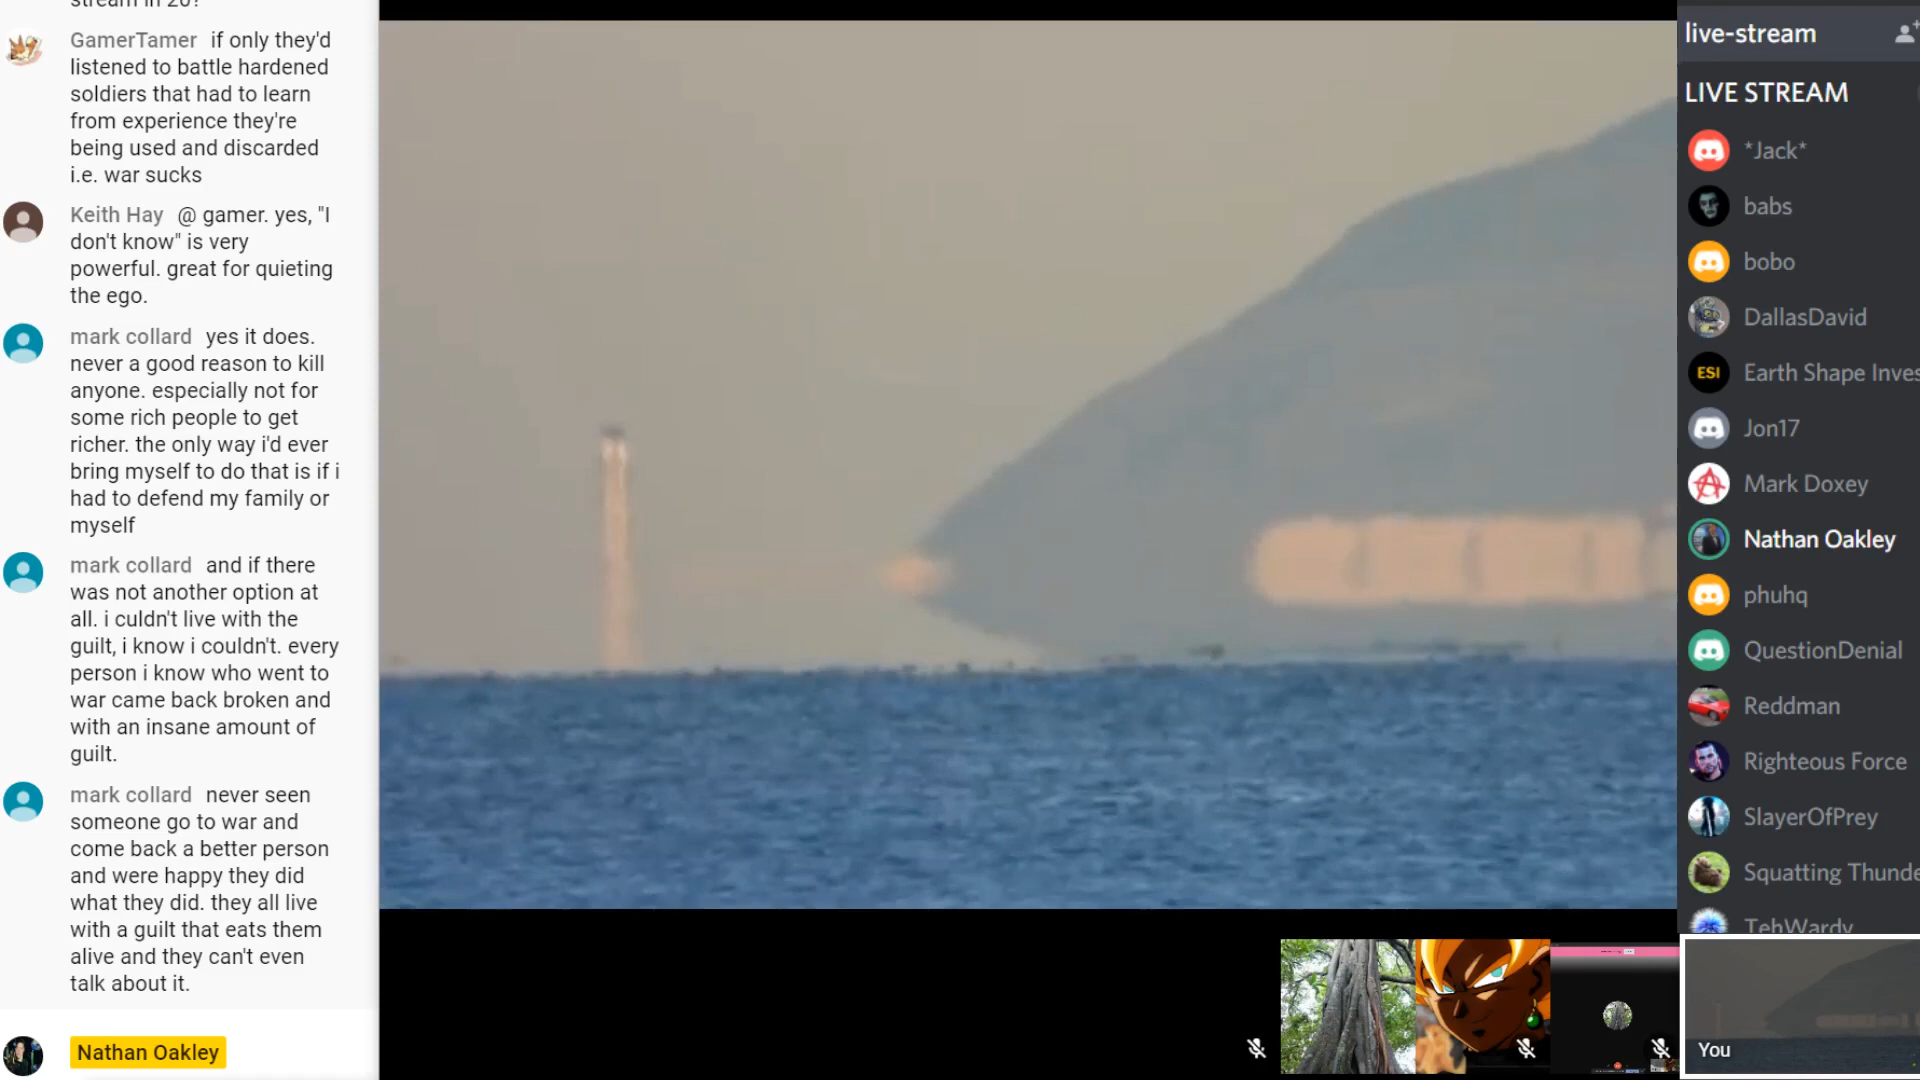 stream in 20?
GamerTamer if only they'd
listened to battle hardened
soldiers that had to learn
from experience they're
being used and discarded
i.e. war sucks
Keith Hay @ gamer. yes, "I
don't know" is very
powerful. great for quieting
the ego.
mark collard yes it does.
never a good reason to kill
anyone. especially not for
some rich people to get
richer. the only way i'd ever
bring myself to do that is if i
had to defend my family or
myself
mark collard and if there
was not another option at
all. i culdn't live with the
guilt, i know i couldn't. every
person i know who went to
war came back broken and
with an insane amount of
guilt.
mark collard never seen
someone go to war and
come back a better person
and were happy they did
what they did. they all live
with a guilt that eats them
alive and they can't even
talk about it.
Nathan Oakley
live-stream
LIVE STREAM
*Jack*
babs
bobo
DallasDavid
ESI
Earth Shape Inves
Jon17
Mark Doxey
Nathan Oakley
phuhq
QuestionDenial
Reddman
Righteous Force
SlayerOfPrey
Squatting Thunde
TehWardy
You